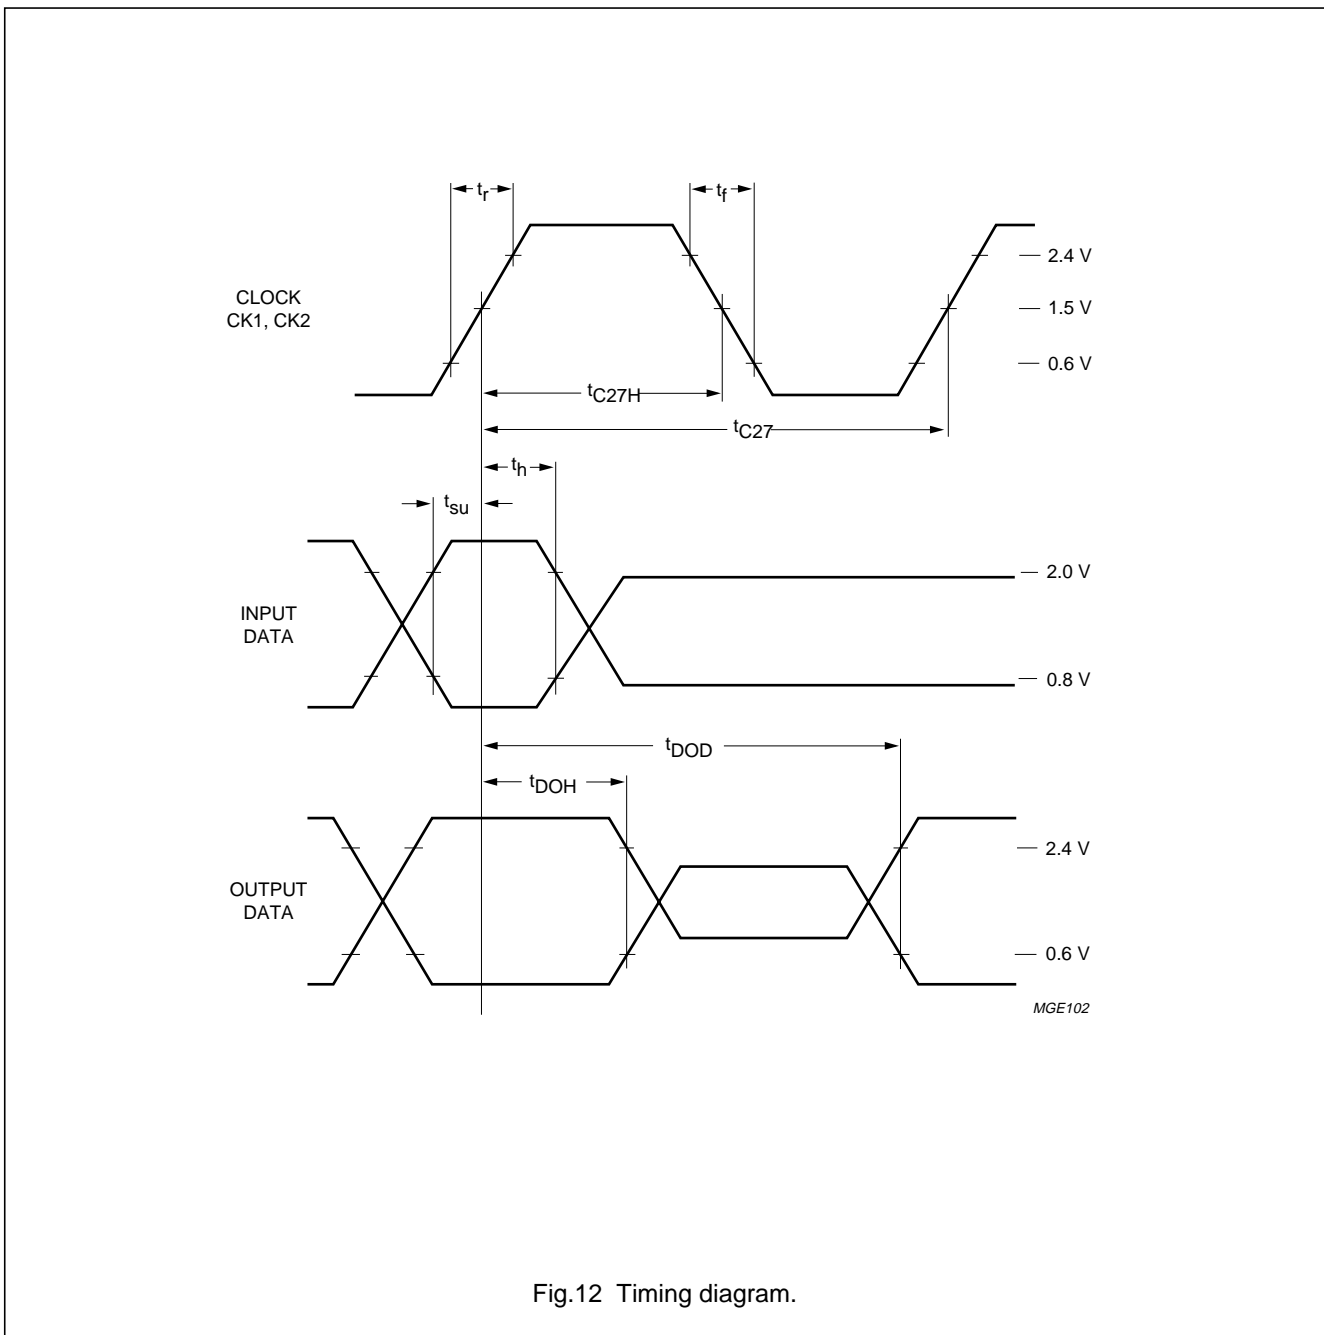 tr
tf
2.4 V
CLOCK
CK1, CK2
1.5 V
0.6 V
tC27H
tC27
th
tsu
2.0 V
INPUT
DATA
0.8 V
tDOD
tDOH
2.4 V
OUTPUT
DATA
0.6 V
MGE102
Fig.12 Timing diagram.